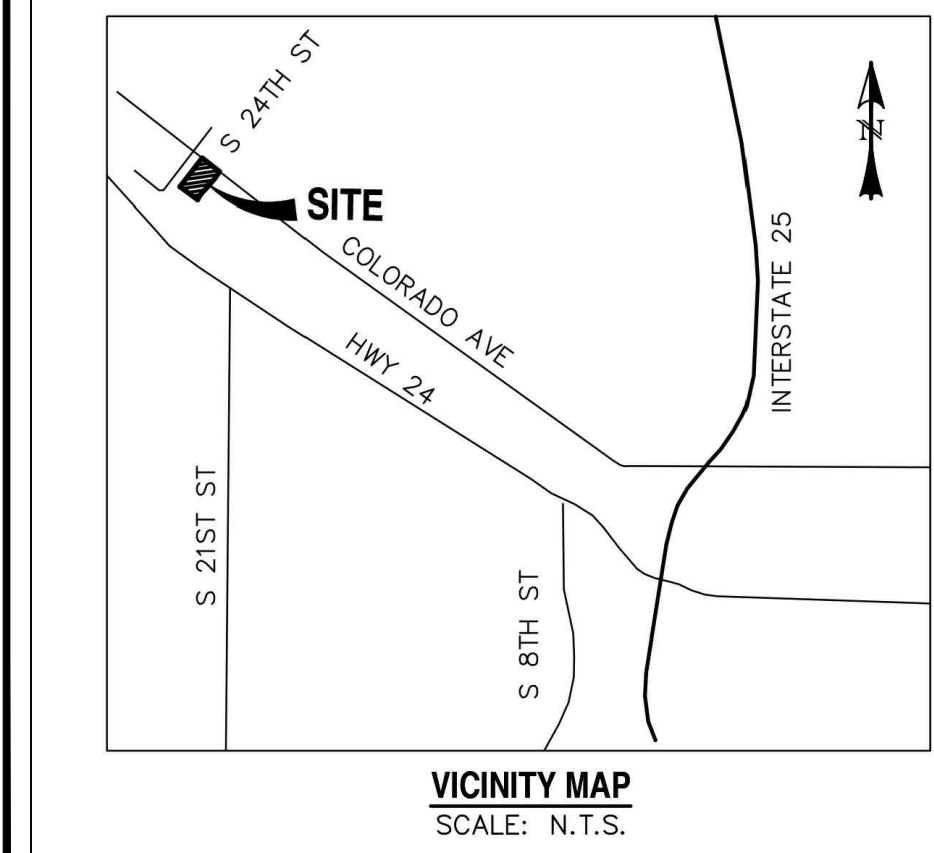 S 24TH ST
N
SITE
COLORADO AVE
INTERSTATE 25
HWY 24
S 21ST ST
S 8TH ST
VICINITY MAP
SCALE: N.T.S.